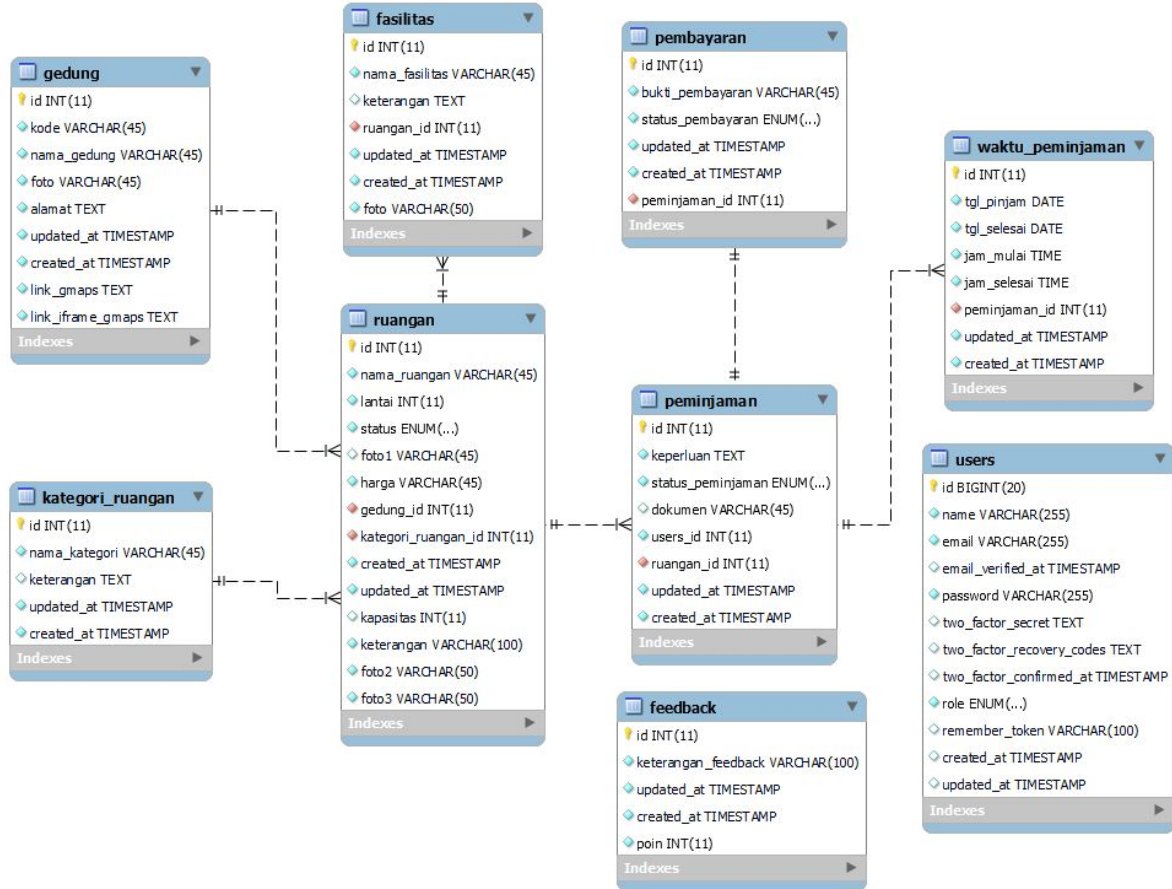 gedung
id INT(11)
kode VARCHAR(45)
nama_gedung VARCHAR(45)
foto VARCHAR(45)
alamat TEXT
updated_at TIMESTAMP
created_at TIMESTAMP
link_gmaps TEXT
link_iframe_gmaps TEXT
Indexes
kategori_ruangan
id INT(11)
nama_kategori VARCHAR(45)
keterangan TEXT
updated_at TIMESTAMP
created_at TIMESTAMP
Indexes
fasilitas
id INT(11)
nama_fasilitas VARCHAR(45)
keterangan TEXT
ruangan_id INT(11)
updated_at TIMESTAMP
created_at TIMESTAMP
foto VARCHAR(50)
Indexes
ruangan
id INT(11)
nama_ruangan VARCHAR(45)
lantai INT(11)
status ENUM(...)
foto1 VARCHAR(45)
harga VARCHAR(45)
gedung_id INT(11)
kategori_ruangan_id INT(11)
created_at TIMESTAMP
updated_at TIMESTAMP
kapasitas INT(11)
keterangan VARCHAR(100)
foto2 VARCHAR(50)
foto3 VARCHAR(50)
Indexes
pembayaran
id INT(11)
bukti_pembayaran VARCHAR(45)
status_pembayaran ENUM(...)
updated_at TIMESTAMP
created_at TIMESTAMP
peminjaman_id INT(11)
Indexes
peminjaman
id INT(11)
keperluan TEXT
status_peminjaman ENUM(...)
dokumen VARCHAR(45)
users_id INT(11)
ruangan_id INT(11)
updated_at TIMESTAMP
created_at TIMESTAMP
Indexes
feedback
id INT(11)
keterangan_feedback VARCHAR(100)
updated_at TIMESTAMP
created_at TIMESTAMP
poin INT(11)
Indexes
waktu_peminjaman
id INT(11)
tgl_pinjam DATE
tgl_selesai DATE
jam_mulai TIME
jam_selesai TIME
peminjaman_id INT(11)
updated_at TIMESTAMP
created_at TIMESTAMP
Indexes
users
id BIGINT(20)
name VARCHAR(255)
email VARCHAR(255)
email_verified_at TIMESTAMP
password VARCHAR(255)
two_factor_secret TEXT
two_factor_recovery_codes TEXT
two_factor_confirmed_at TIMESTAMP
role ENUM(...)
remember_token VARCHAR(100)
created_at TIMESTAMP
updated_at TIMESTAMP
Indexes